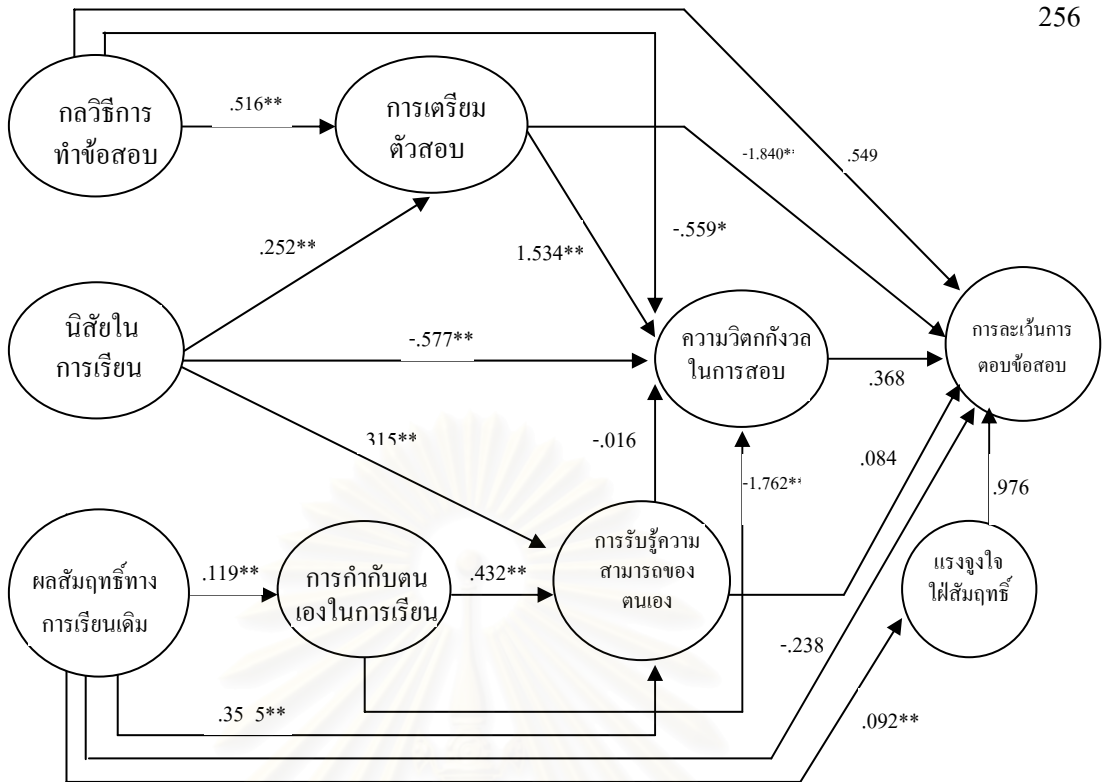 256
กลวิธีการ
ทำข้อสอบ
.516**
การเตรียม
ตัวสอบ
-1.840**
.549
.252**
1.534**
-.559*
นิสัยใน
การเรียน
-.577**
ความวิตกกังวล
ในการสอบ
.368
การละเว้นการ
ตอบข้อสอบ
.315**
-.016
-1.762**
.084
.976
ผลสัมฤทธิ์ทาง
การเรียนเดิม
.119**
การกำกับตน
เองในการเรียน
.432**
การรับรู้ความ
สามารถของ
ตนเอง
แรงจูงใจ
ใฝ่สัมฤทธิ์
-.238
.35 5**
.092**